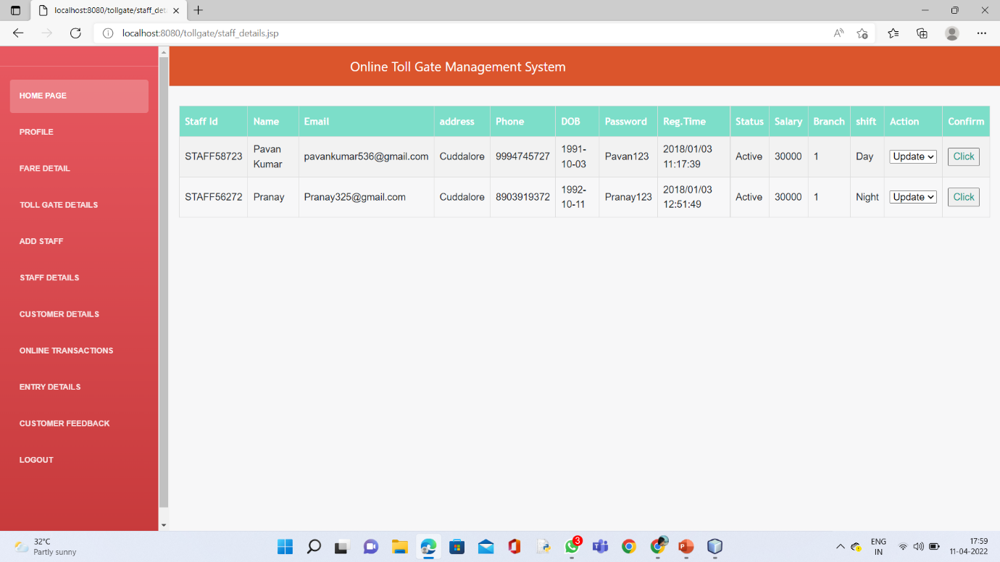 localhost:8080/tollgate/staff_det
localhost:8080/tollgate/staff_details.jsp
Online Toll Gate Management System
HOME PAGE
PROFILE
FARE DETAIL
TOLL GATE DETAILS
ADD STAFF
STAFF DETAILS
CUSTOMER DETAILS
ONLINE TRANSACTIONS
ENTRY DETAILS
CUSTOMER FEEDBACK
LOGOUT
Staff Id Name Email address Phone DOB Password Reg.Time Status Salary Branch shift Action Confirm
STAFF58723 Pavan Kumar pavankumar536@gmail.com Cuddalore 9994745727 1991-10-03 Pavan123 2018/01/03 11:17:39 Active 30000 1 Day Update Click
STAFF56272 Pranay Pranay325@gmail.com Cuddalore 8903919372 1992-10-11 Pranay123 2018/01/03 12:51:49 Active 30000 1 Night Update Click
32°C
Partly sunny
3
ENG
IN
17:59
11-04-2022